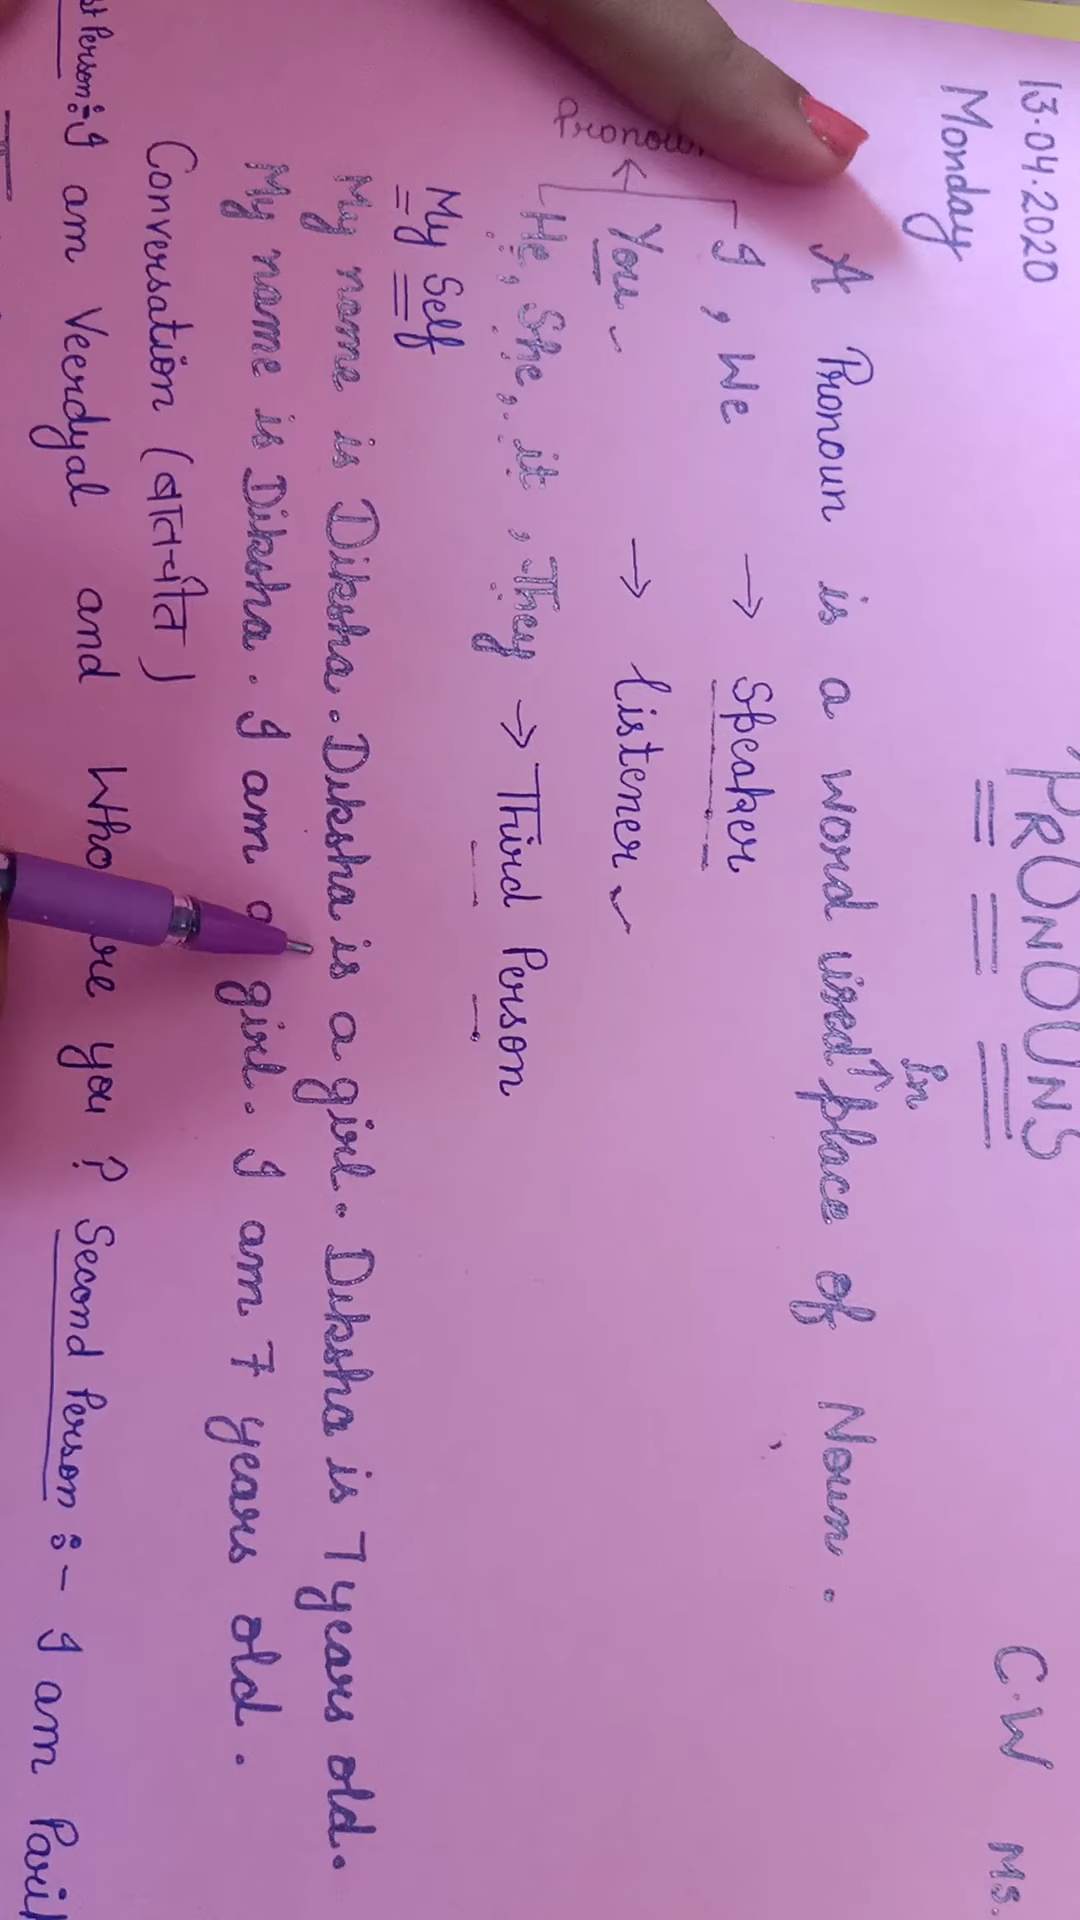 13.04.2020 C.W Ms.
Monday PRONOUNS
In
A Pronoun is a word used ↑ place of Noun.
I, We → Speaker
You → listener ✓
Pronoun
He, She, it, They → Third Person
My Self
My name is Diksha. Diksha is a girl. Diksha is 7 years old.
My name is Diksha. I am a girl. I am 7 years old.
Conversation (वातचीत)
st Person:- I am Veerdyal and Who are you? Second Person :- I am